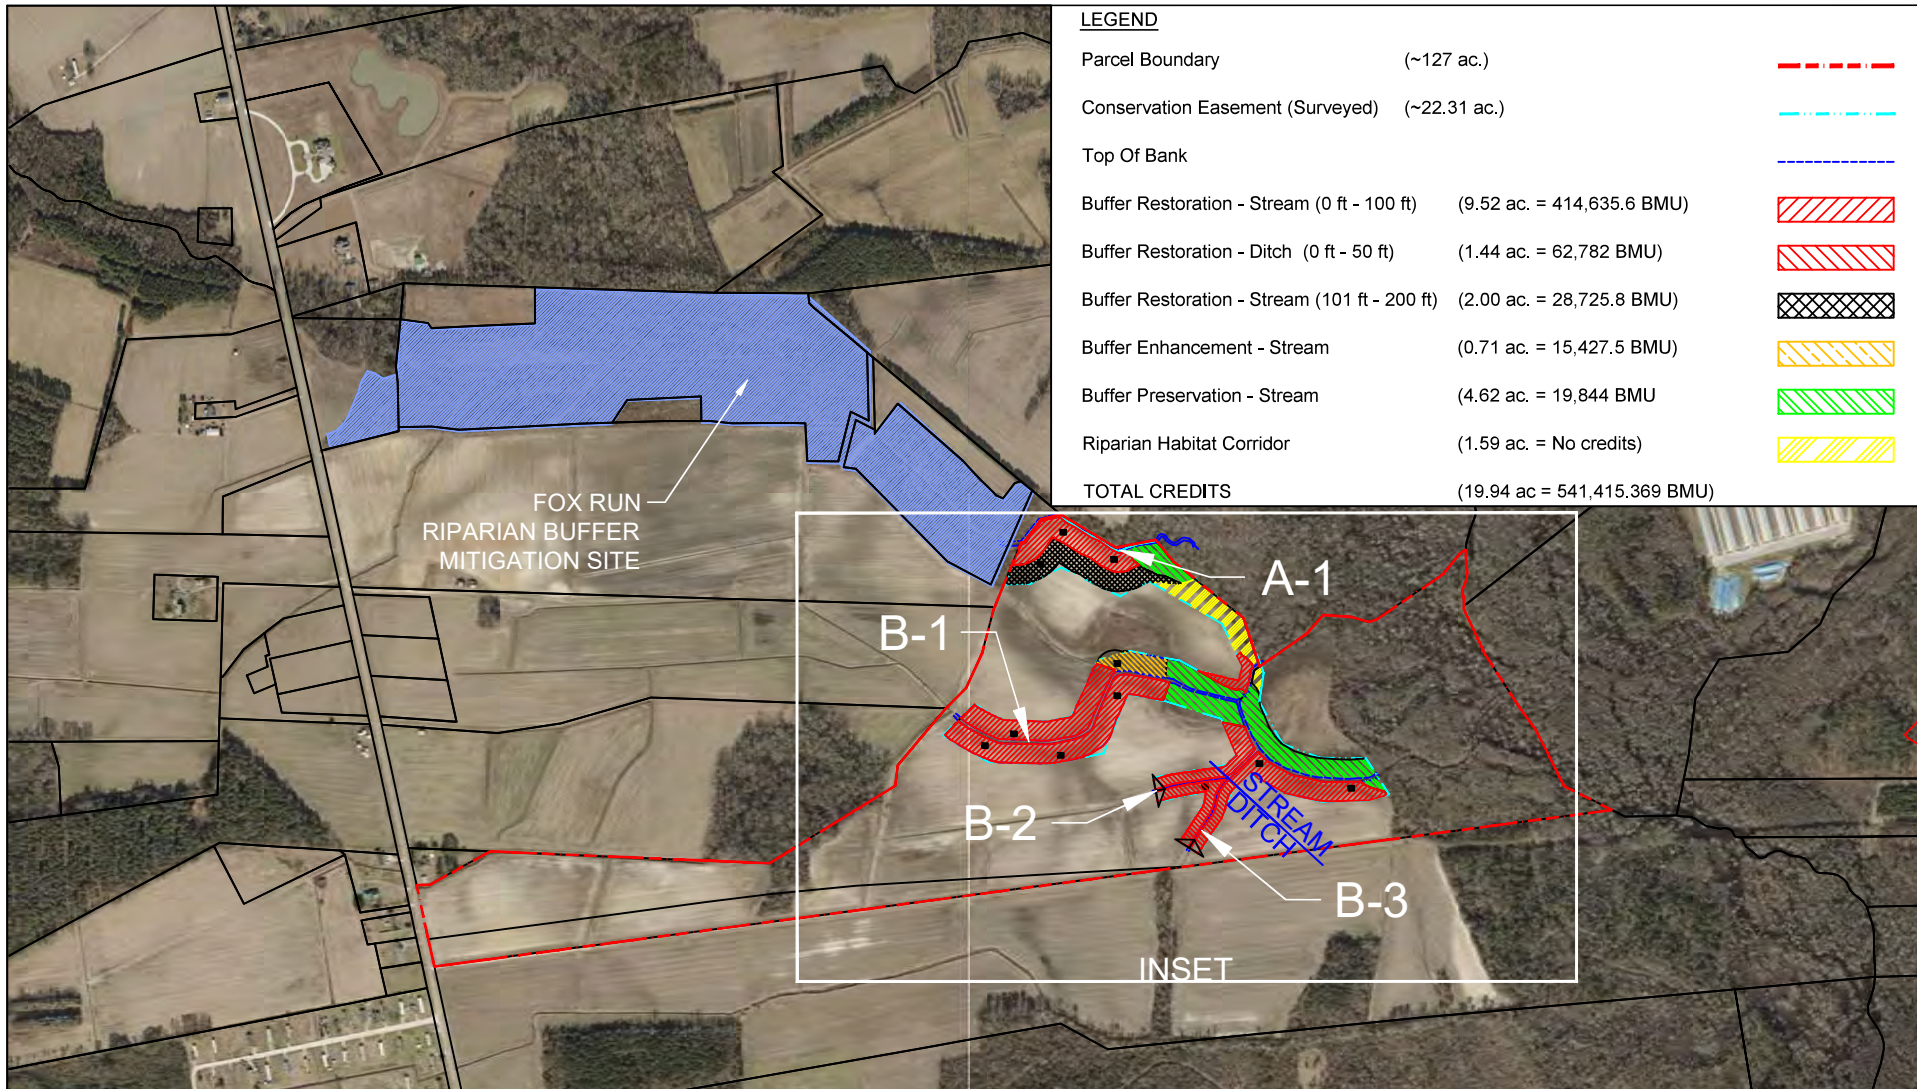 LEGEND
Parcel Boundary (~127 ac.)
Conservation Easement (Surveyed) (~22.31 ac.)
Top Of Bank
Buffer Restoration - Stream (0 ft - 100 ft) (9.52 ac. = 414,635.6 BMU)
Buffer Restoration - Ditch (0 ft - 50 ft) (1.44 ac. = 62,782 BMU)
Buffer Restoration - Stream (101 ft - 200 ft) (2.00 ac. = 28,725.8 BMU)
Buffer Enhancement - Stream (0.71 ac. = 15,427.5 BMU)
Buffer Preservation - Stream (4.62 ac. = 19,844 BMU
Riparian Habitat Corridor (1.59 ac. = No credits)
TOTAL CREDITS (19.94 ac = 541,415.369 BMU)
FOX RUN
RIPARIAN BUFFER
MITIGATION SITE
A-1
B-1
B-2
STREAM
DITCH
B-3
INSET